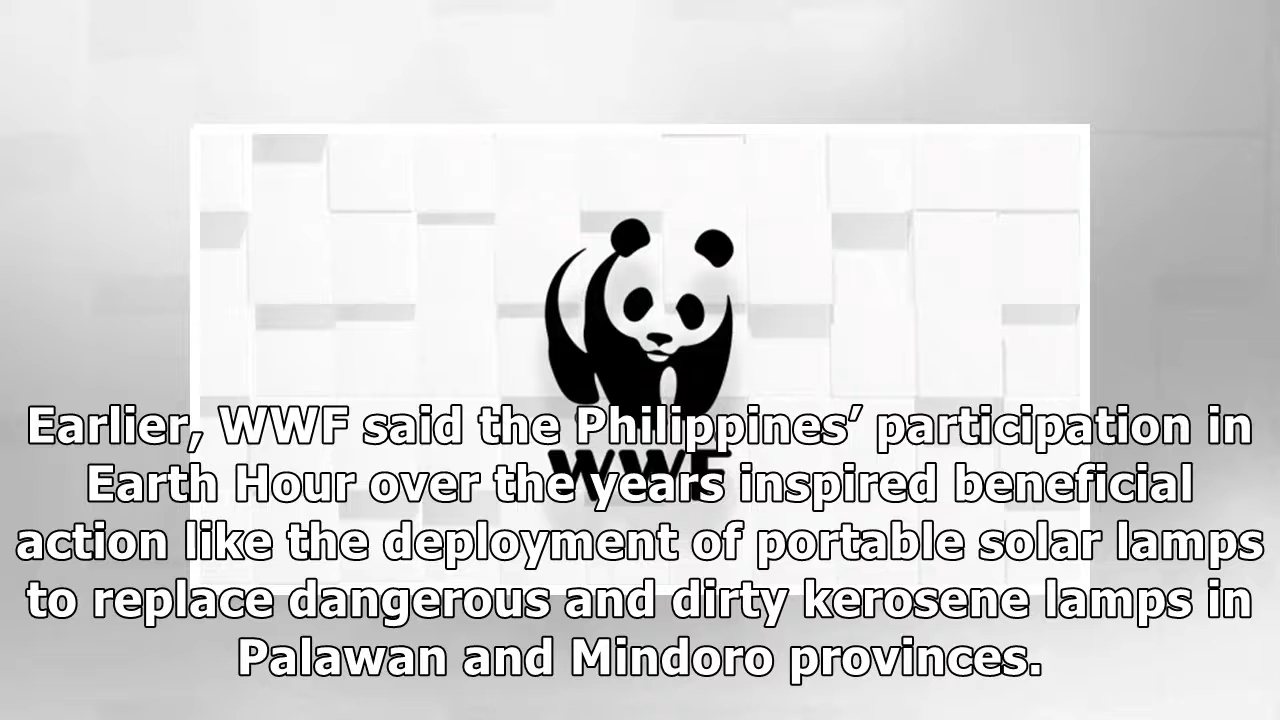 Earlier, WWF said the Philippines’ participation in
Earth Hour over the years inspired beneficial
action like the deployment of portable solar lamps
to replace dangerous and dirty kerosene lamps in
Palawan and Mindoro provinces.
WWF